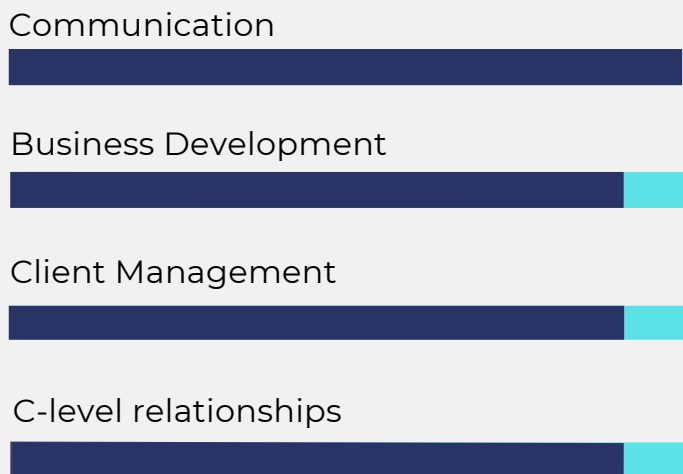 Communication
Business Development
Client Management
C-level relationships